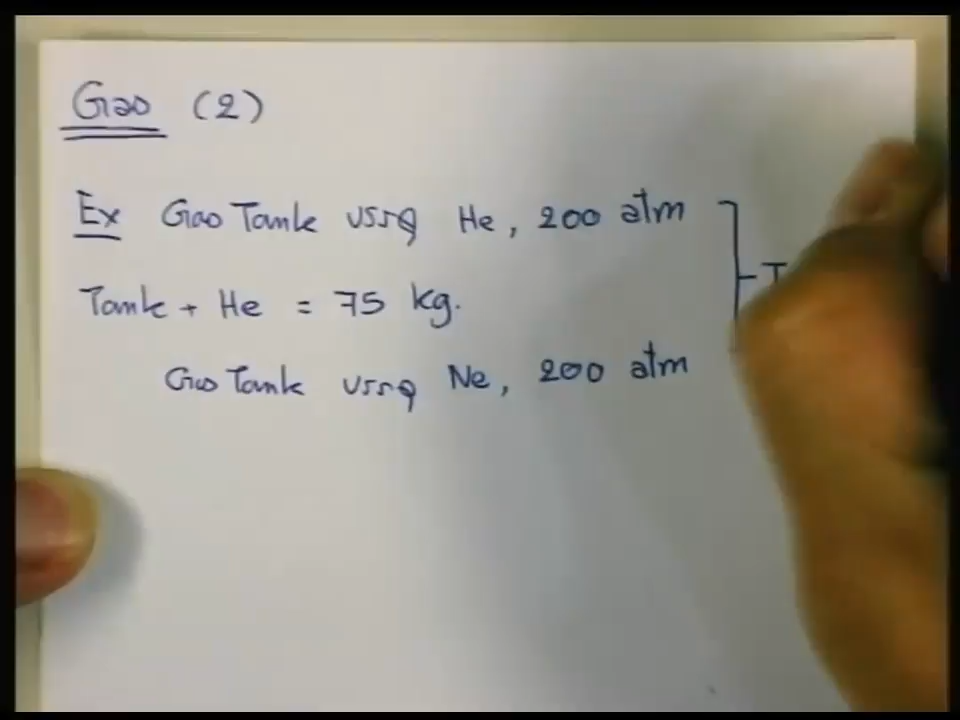 Gas (2)
Ex Gas Tank บรรจุ He, 200 atm
Tank + He = 75 kg.
Gas Tank บรรจุ Ne, 200 atm
T